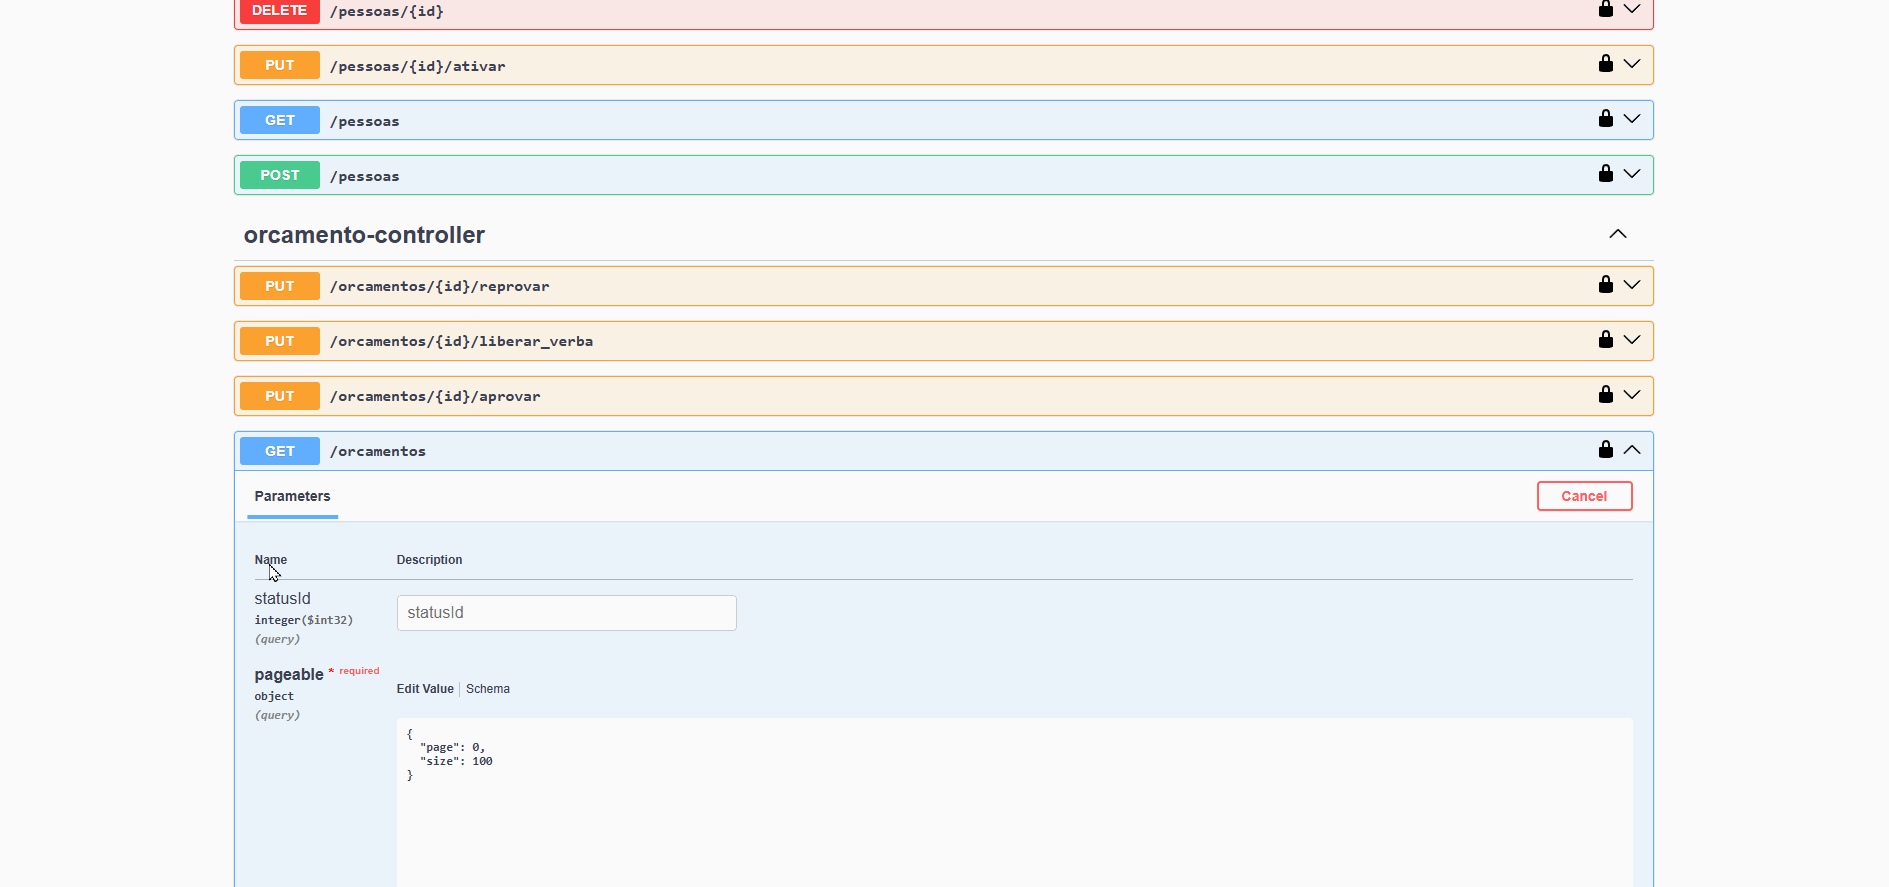 DELETE /pessoas/{id}
PUT /pessoas/{id}/ativar
GET /pessoas
POST /pessoas
orcamento-controller
PUT /orcamentos/{id}/reprovar
PUT /orcamentos/{id}/liberar_verba
PUT /orcamentos/{id}/aprovar
GET /orcamentos
Parameters Cancel
Name Description
statusId
integer($int32)
(query)
statusId
pageable * required
object
(query)
Edit Value Schema
{
"page": 0,
"size": 100
}